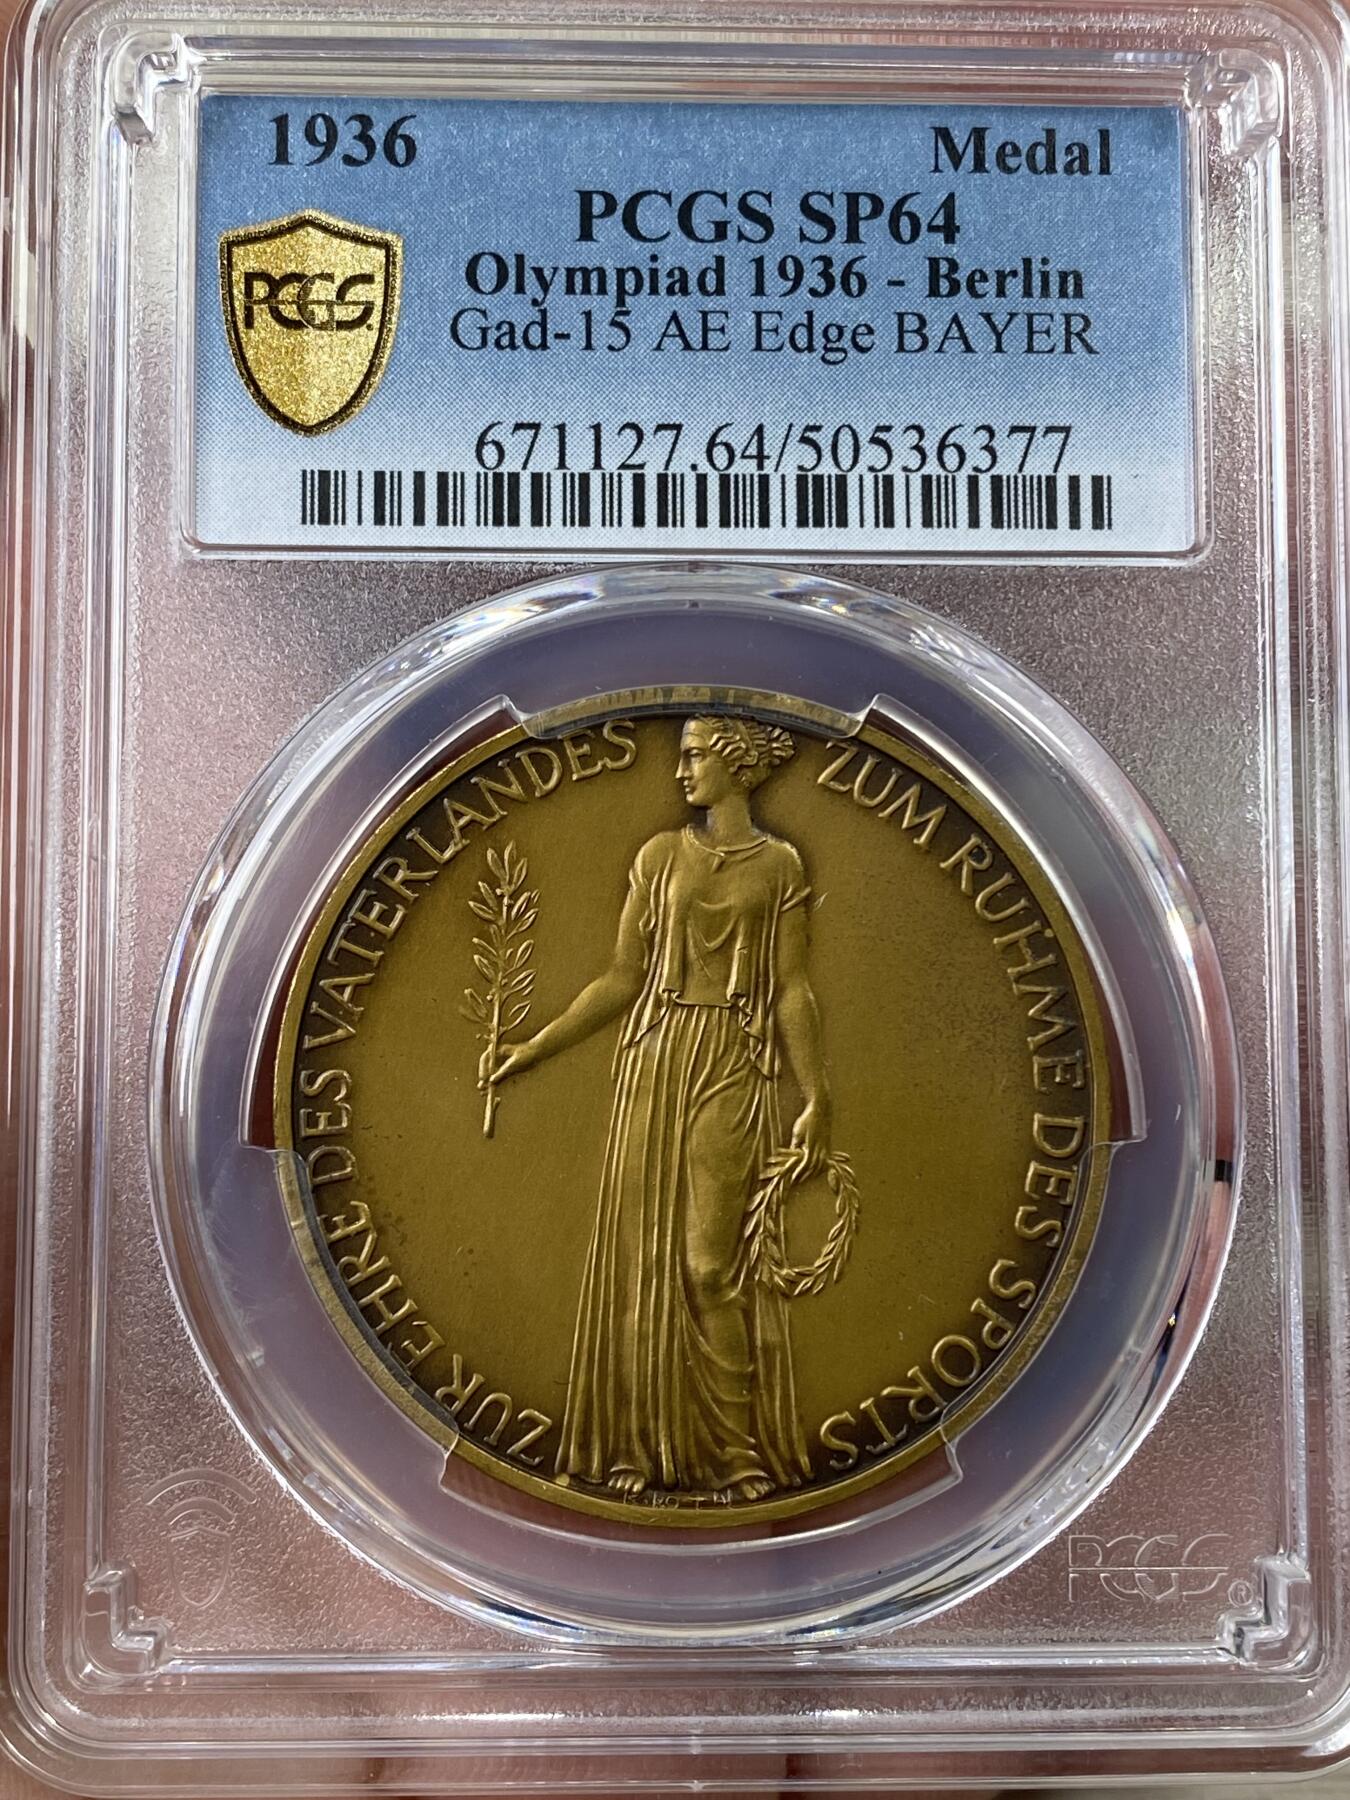 1936
Medal
PCGS SP64
Olympiad 1936 - Berlin
Gad-15 AE Edge BAYER
PCGS
671127.64/50536377
ZUR EHRE DES VATERLANDES
ZUM RUHME DES SPORTS
K·ROTH
PCGS®